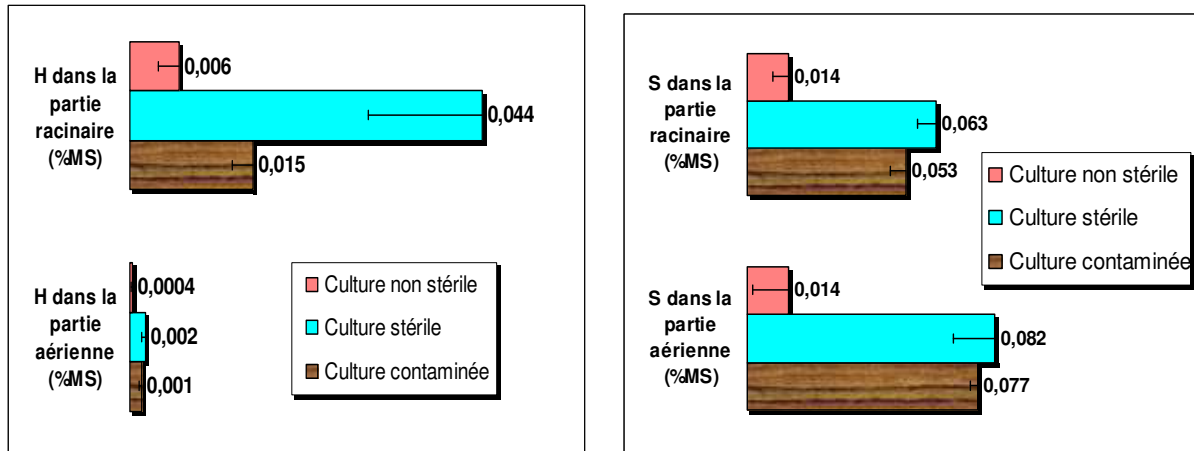 H dans la
partie
racinaire
(%MS)
0,006
0,044
0,015
H dans la
partie
aérienne
(%MS)
0,0004
0,002
0,001
Culture non stérile
Culture stérile
Culture contaminée
S dans la
partie
racinaire
(%MS)
0,014
0,063
0,053
Culture non stérile
Culture stérile
Culture contaminée
S dans la
partie
aérienne
(%MS)
0,014
0,082
0,077